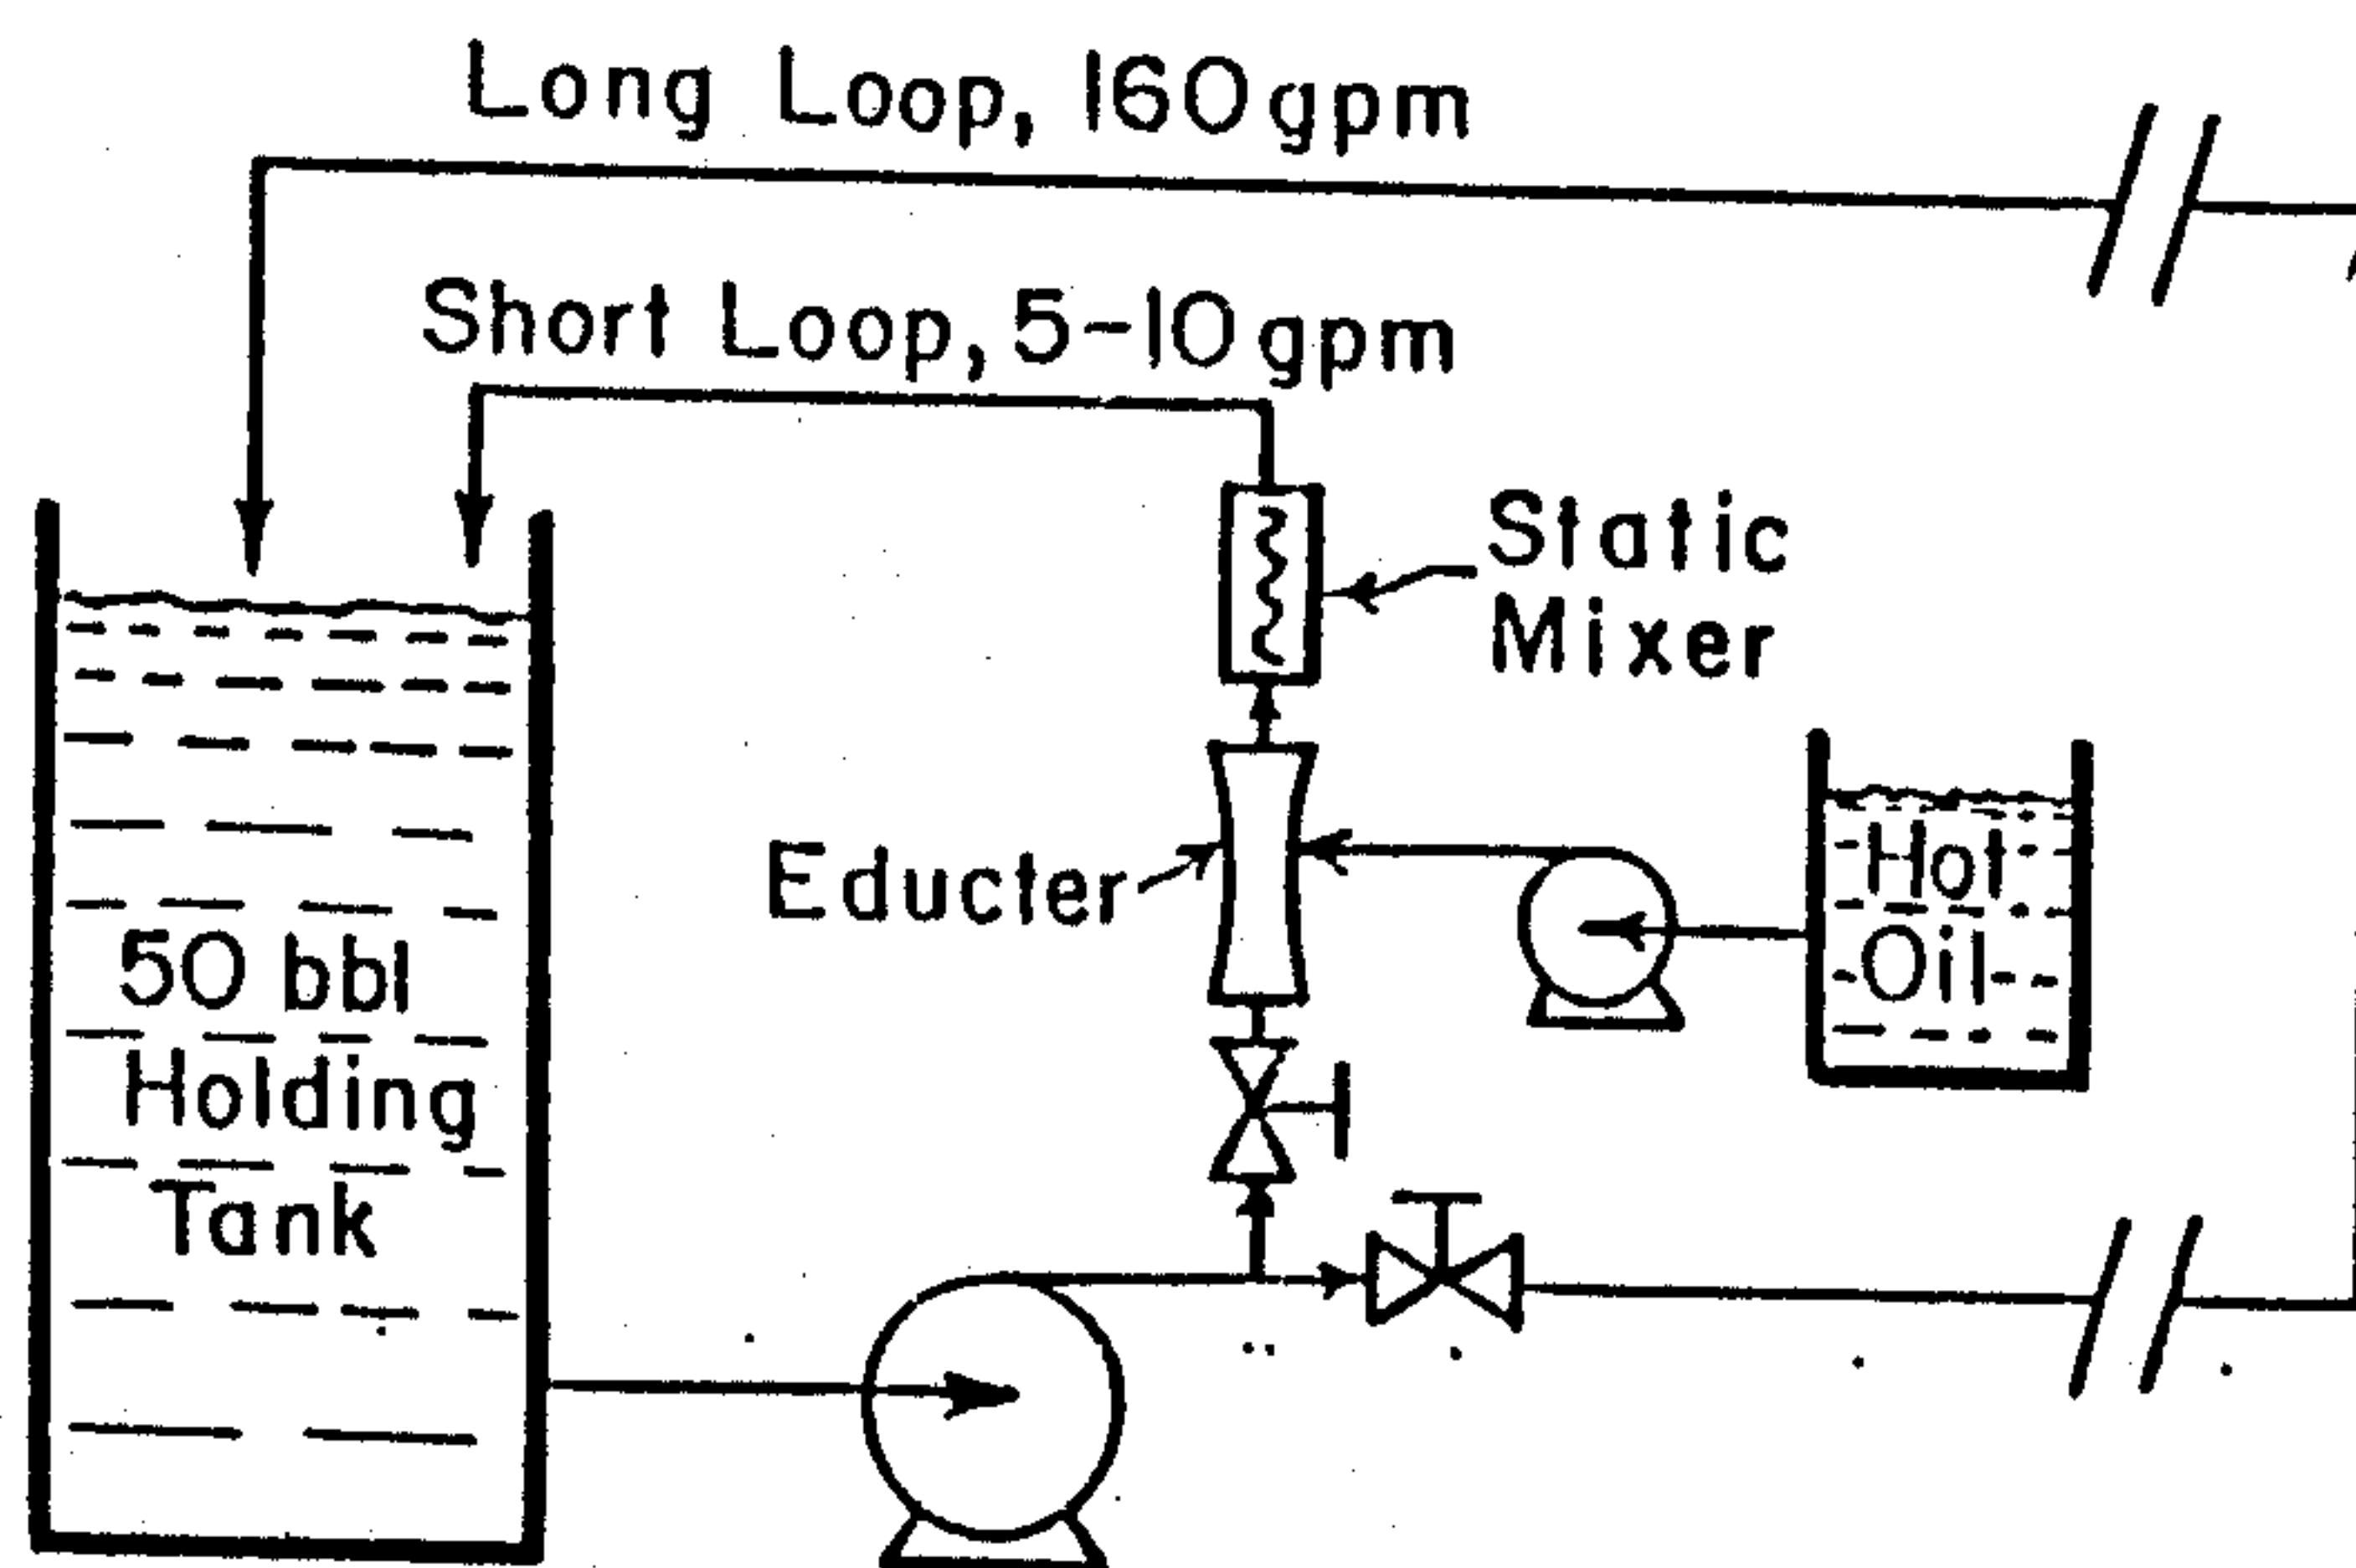 Long Loop, 160 gpm
Short Loop, 5-10 gpm
Static
Mixer
Educter
Hot
Oil
50 bbl
Holding
Tank